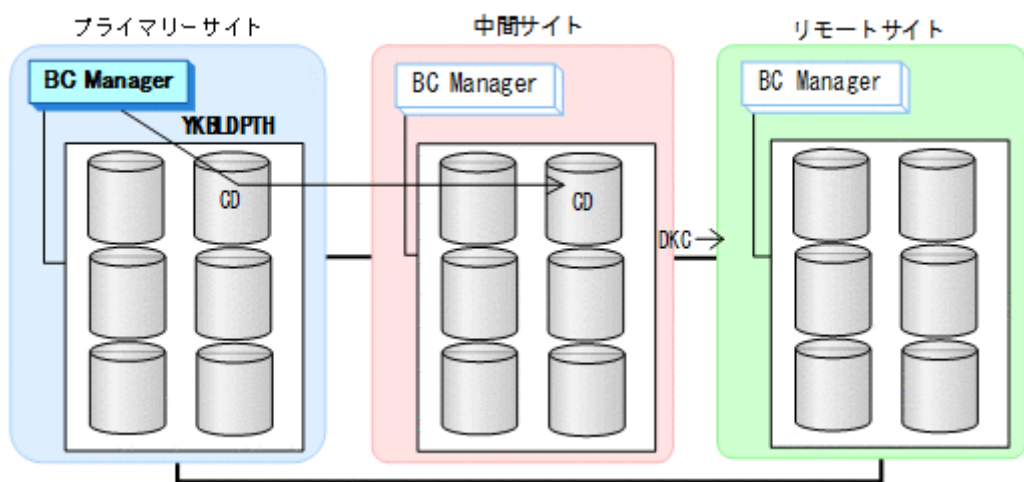 プライマリーサイト
中間サイト
リモートサイト
BC Manager
BC Manager
BC Manager
YKBLDPTH
CD
CD
DKC